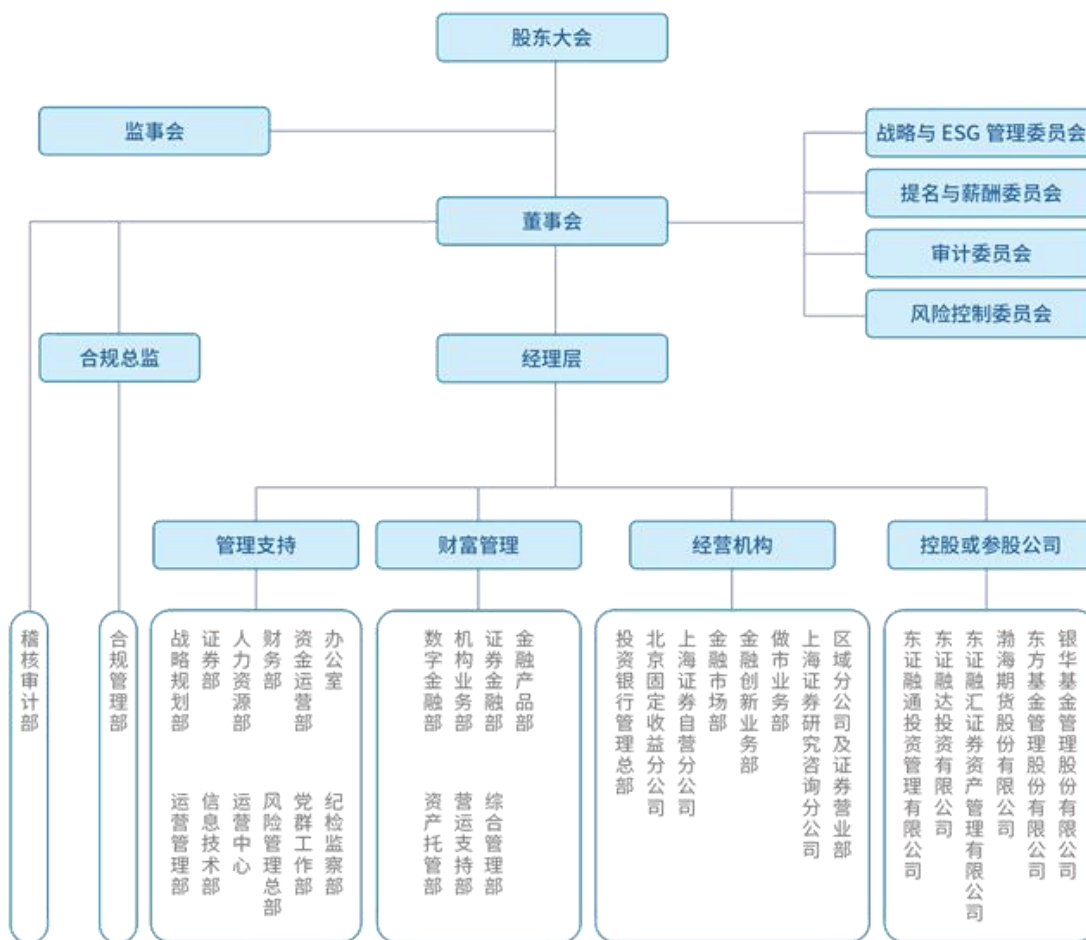 股东大会
监事会
战略与 ESG 管理委员会
提名与薪酬委员会
董事会
审计委员会
风险控制委员会
合规总监
经理层
管理支持
财富管理
经营机构
控股或参股公司
稽核审计部
合规管理部
战略规划部
证券部
人力资源部
财务部
资金运营部
办公室
运营管理部
信息技术部
运营中心
风险管理总部
党群工作部
纪检监察部
数字金融部
机构业务部
证券金融部
金融产品部
资产托管部
营运支持部
综合管理部
投资银行管理总部
北京固定收益分公司
上海证券自营分公司
金融市场部
金融创新业务部
做市业务部
上海证券研究咨询分公司
区域分公司及证券营业部
东证融通投资管理有限公司
东证融达投资有限公司
东证融汇证券资产管理有限公司
渤海期货股份有限公司
东方基金管理股份有限公司
银华基金管理股份有限公司